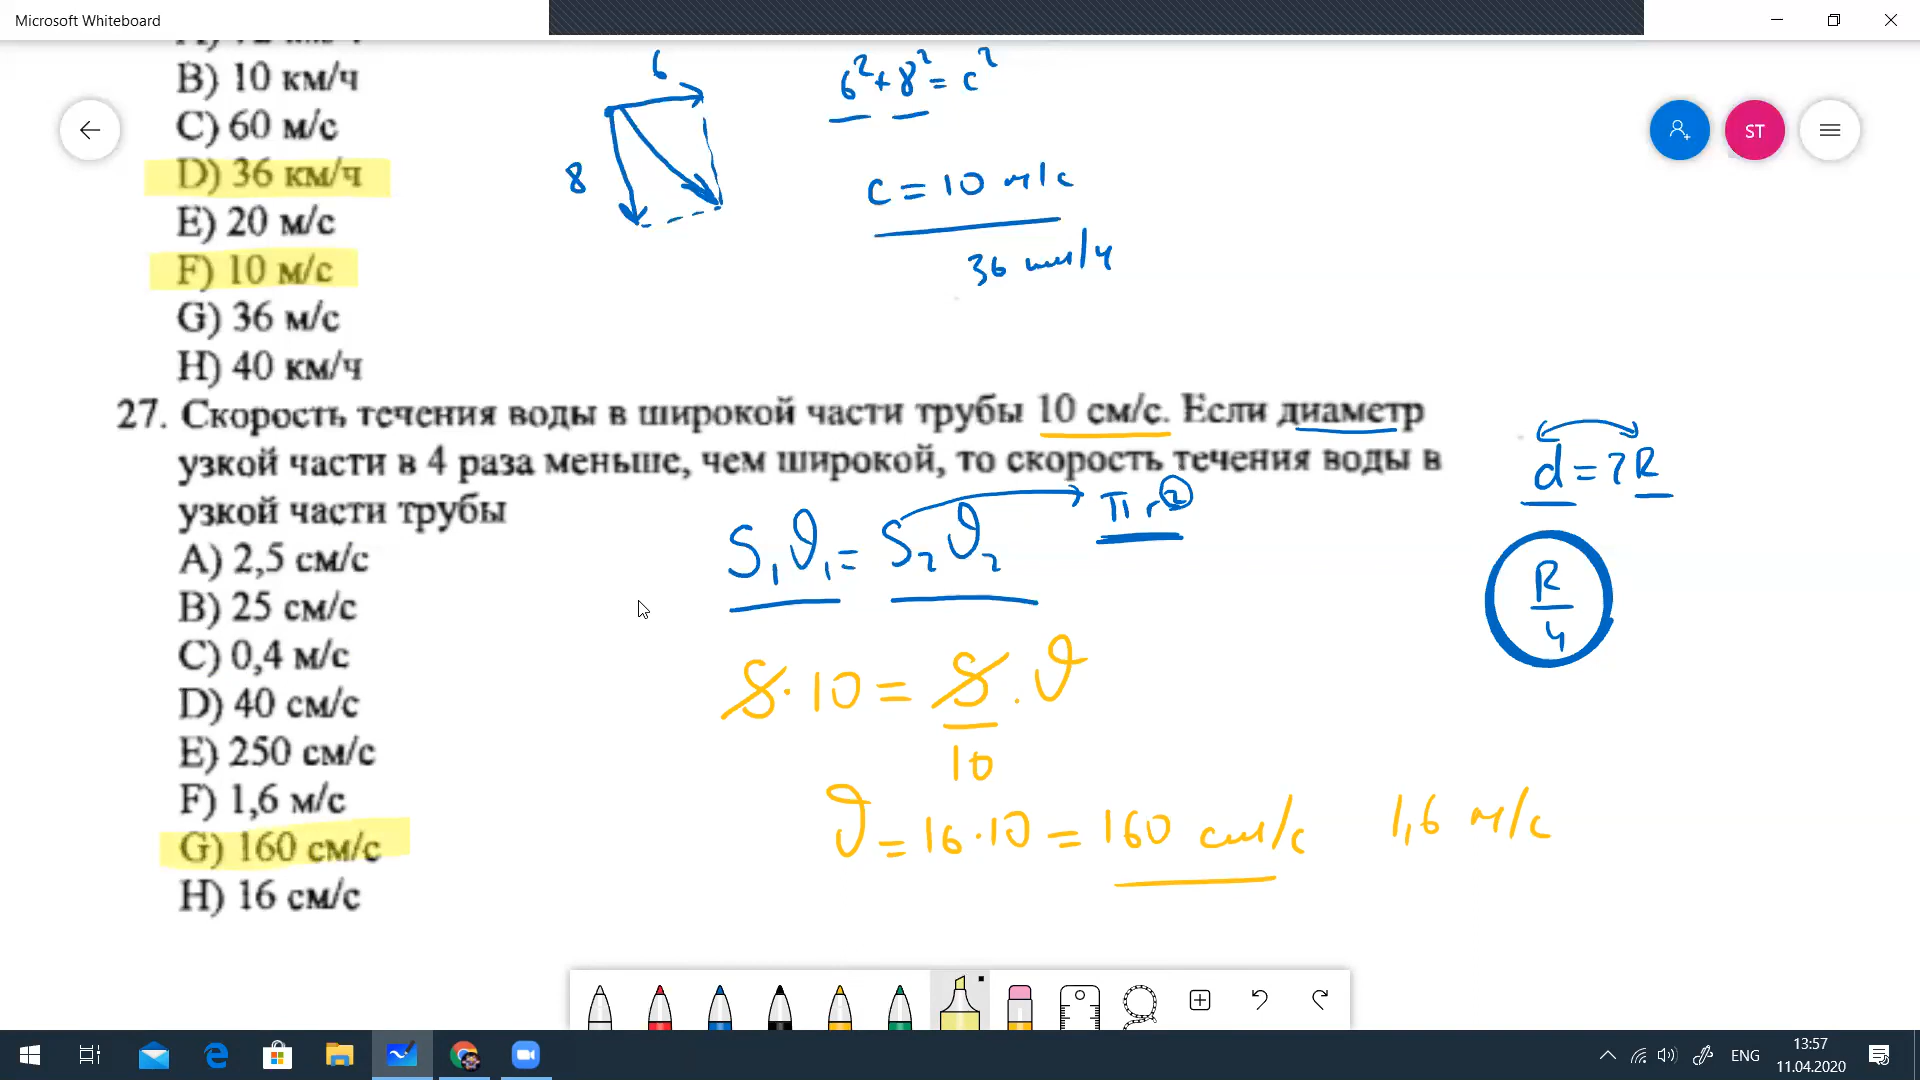 Microsoft Whiteboard
B) 10 км/ч
C) 60 м/с
D) 36 км/ч
E) 20 м/с
F) 10 м/с
G) 36 м/с
H) 40 км/ч
6
8
6² + 8² = c²
c = 10 м/с
36 км/ч
ST
27. Скорость течения воды в широкой части трубы 10 см/с. Если диаметр
узкой части в 4 раза меньше, чем широкой, то скорость течения воды в
узкой части трубы
A) 2,5 см/с
B) 25 см/с
C) 0,4 м/с
D) 40 см/с
E) 250 см/с
F) 1,6 м/с
G) 160 см/с
H) 16 см/с
S₁ϑ₁ = S₂ϑ₂
πr²
d = 2R
R/4
S · 10 = S/10 · ϑ
ϑ = 16·10 = 160 см/с 1,6 м/с
ENG
13:57
11.04.2020